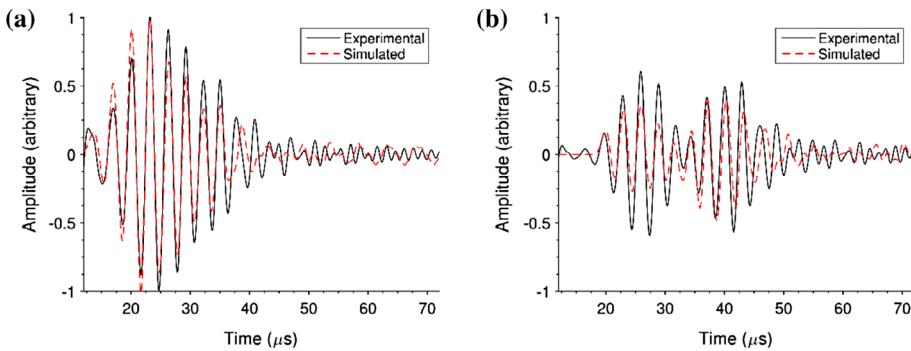 (a)
1
0.5
0
-0.5
-1
Amplitude (arbitrary)
Experimental
Simulated
20
30
40
50
60
70
Time (μs)
(b)
1
0.5
0
-0.5
-1
Amplitude (arbitrary)
Experimental
Simulated
20
30
40
50
60
70
Time (μs)